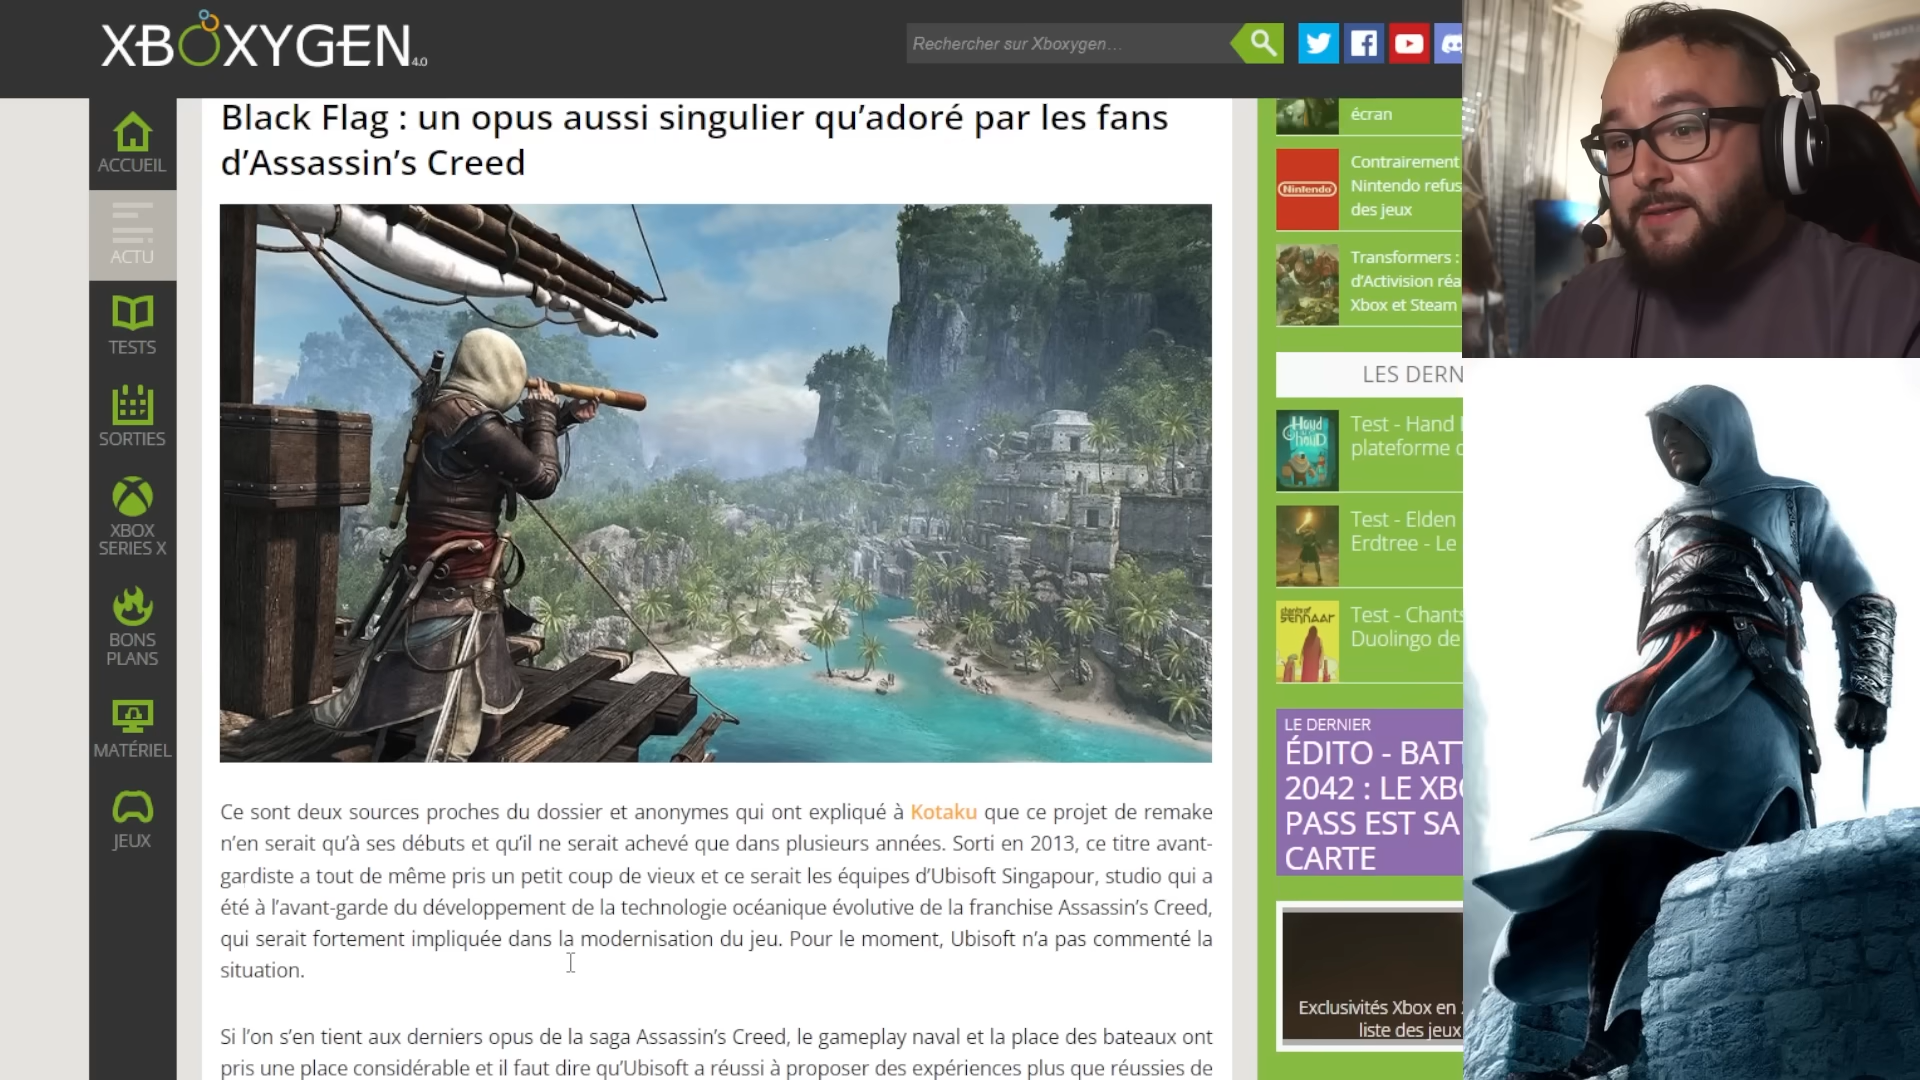 XBOXYGEN 4.0
Rechercher sur Xboxygen…
ACCUEIL
ACTU
TESTS
SORTIES
XBOX
SERIES X
BONS
PLANS
MATÉRIEL
JEUX
Black Flag : un opus aussi singulier qu’adoré par les fans
d’Assassin’s Creed
Ce sont deux sources proches du dossier et anonymes qui ont expliqué à Kotaku que ce projet de remake
n’en serait qu’à ses débuts et qu’il ne serait achevé que dans plusieurs années. Sorti en 2013, ce titre avant-
gardiste a tout de même pris un petit coup de vieux et ce serait les équipes d’Ubisoft Singapour, studio qui a
été à l’avant-garde du développement de la technologie océanique évolutive de la franchise Assassin’s Creed,
qui serait fortement impliquée dans la modernisation du jeu. Pour le moment, Ubisoft n’a pas commenté la
situation.
Si l’on s’en tient aux derniers opus de la saga Assassin’s Creed, le gameplay naval et la place des bateaux ont
pris une place considérable et il faut dire qu’Ubisoft a réussi à proposer des expériences plus que réussies de
écran
Nintendo
Contrairement
Nintendo refus
des jeux
Transformers :
d’Activision réa
Xbox et Steam
LES DERN
Houd
Test - Hand
plateforme
Test - Elden
Erdtree - Le
chants of
SENNAAR
Test - Chants
Duolingo de
LE DERNIER
ÉDITO - BATT
2042 : LE XBO
PASS EST SA
CARTE
Exclusivités Xbox en
liste des jeux